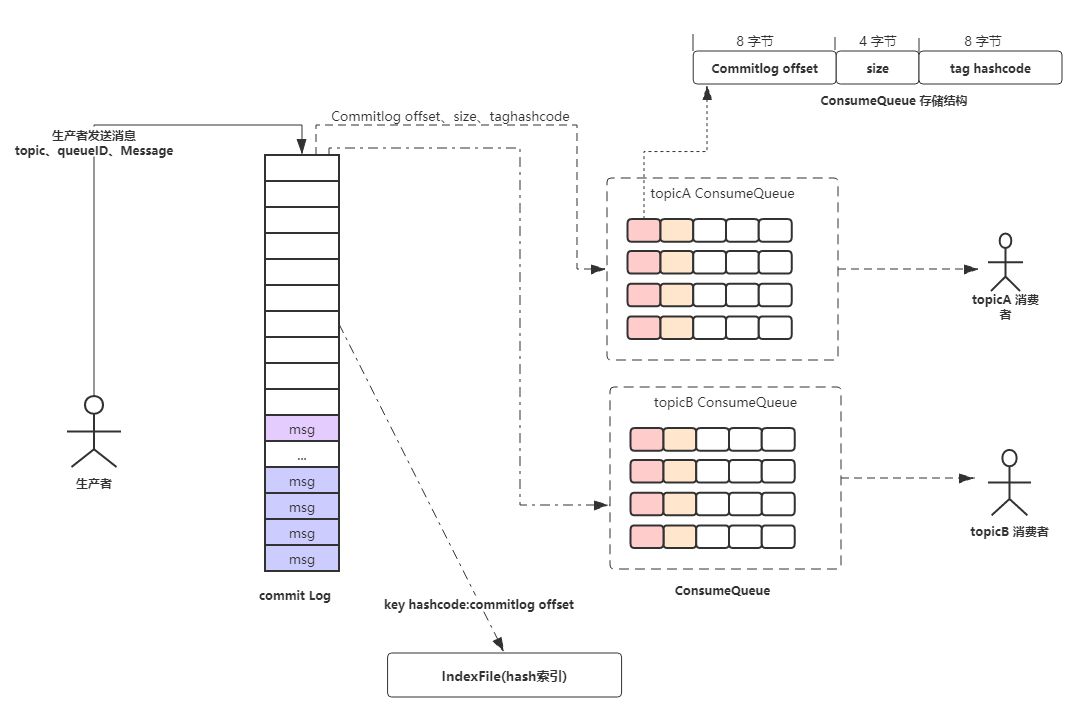 8 字节
4 字节
8 字节
Commitlog offset
size
tag hashcode
ConsumeQueue 存储结构
Commitlog offset、size、taghashcode
生产者发送消息
topic、queueID、Message
topicA ConsumeQueue
topicA 消费
者
topicB ConsumeQueue
msg
...
msg
msg
msg
msg
生产者
topicB 消费者
commit Log
ConsumeQueue
key hashcode:commitlog offset
IndexFile(hash索引)